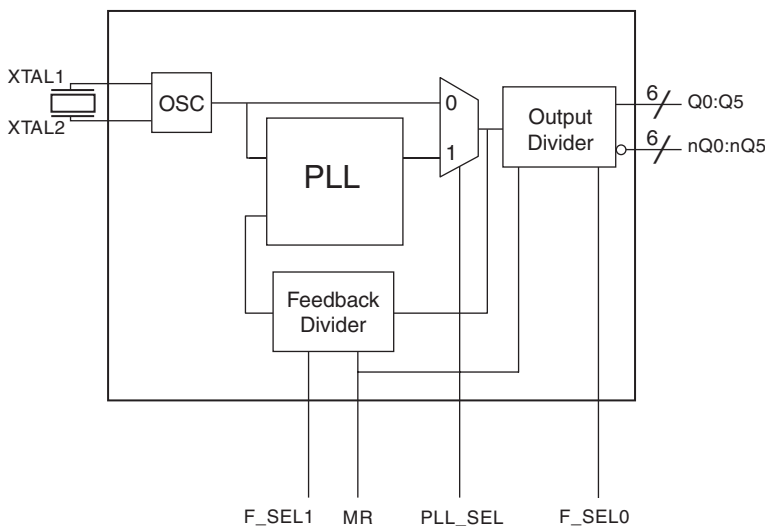 XTAL1
OSC
XTAL2
0
1
PLL
Output
Divider
6
Q0:Q5
6
nQ0:nQ5
Feedback
Divider
F_SEL1
MR
PLL_SEL
F_SEL0